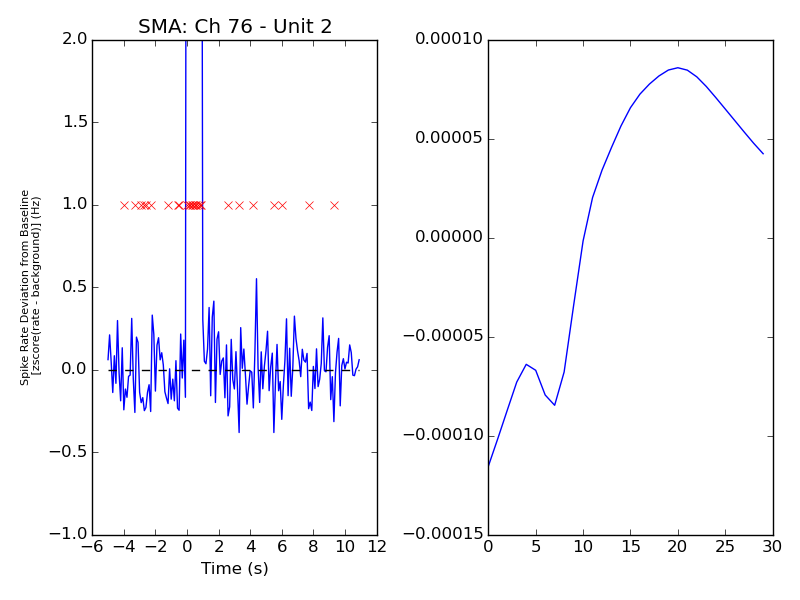 SMA: Ch 76 - Unit 2
Spike Rate Deviation from Baseline
[zscore(rate - background)] (Hz)
2.0
1.5
1.0
0.5
0.0
−0.5
−1.0
−6 −4 −2 0 2 4 6 8 10 12
Time (s)
0.00010
0.00005
0.00000
−0.00005
−0.00010
−0.00015
0 5 10 15 20 25 30